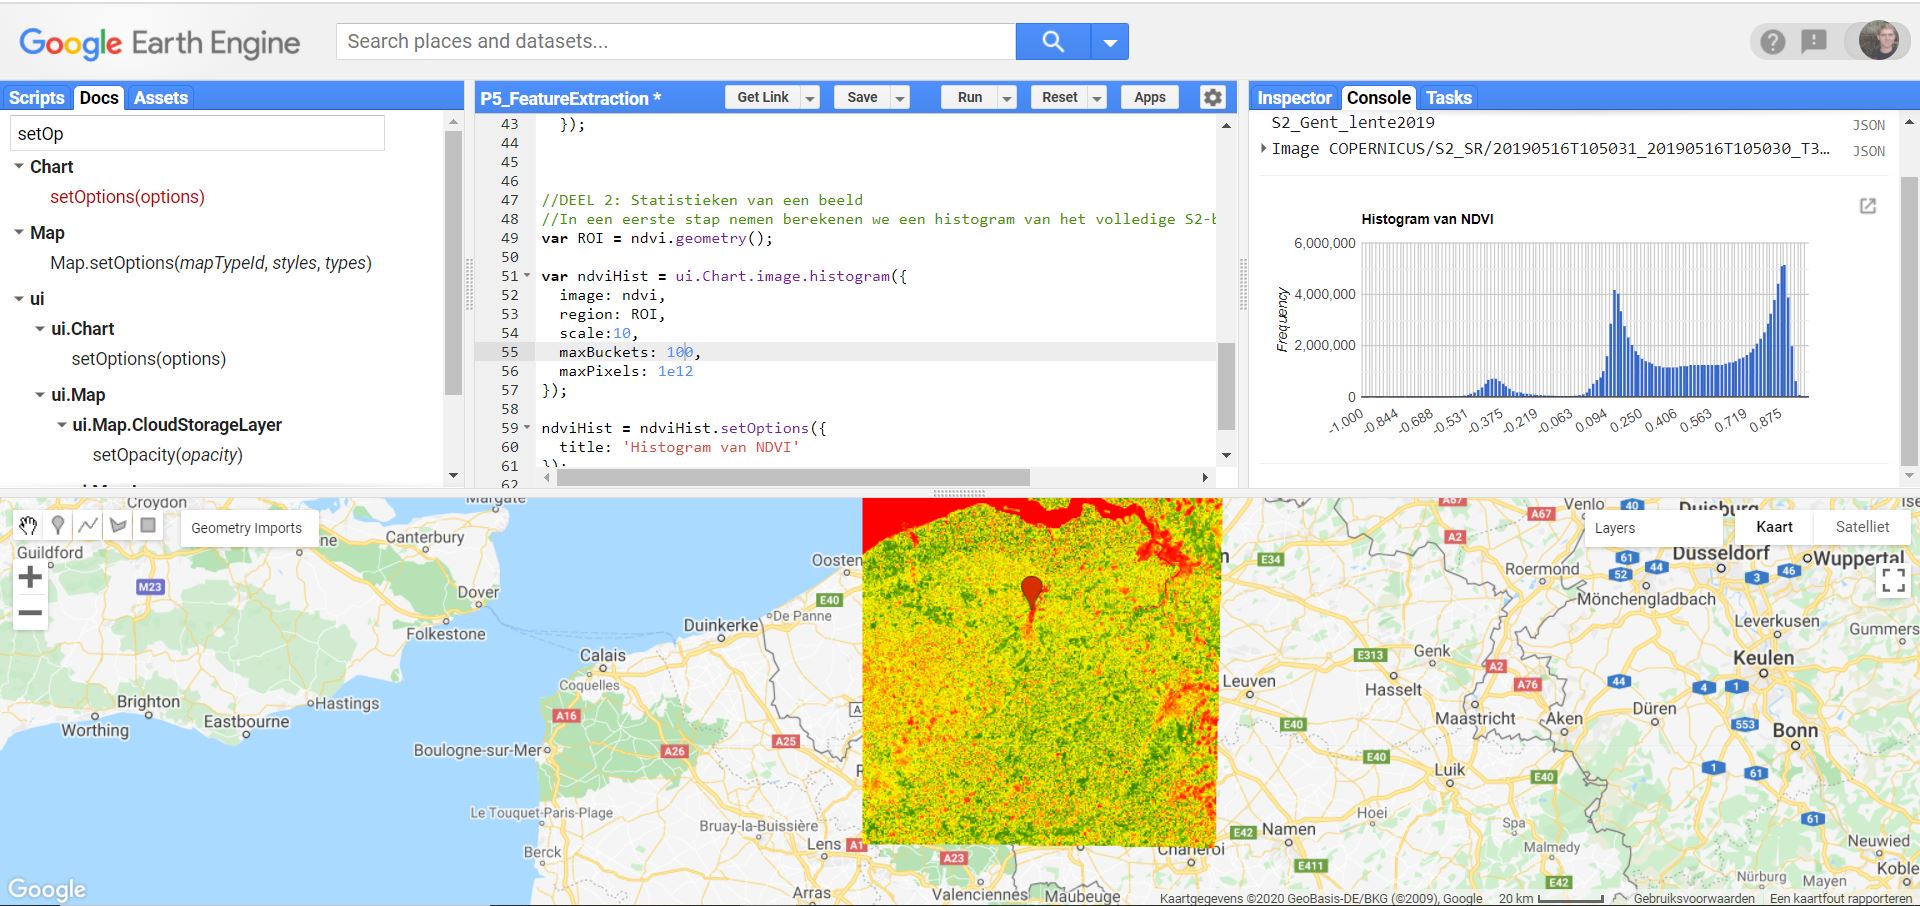 Google Earth Engine
Search places and datasets...
Scripts Docs Assets
setOp
Chart
setOptions(options)
Map
Map.setOptions(mapTypeId, styles, types)
ui
ui.Chart
setOptions(options)
ui.Map
ui.Map.CloudStorageLayer
setOpacity(opacity)
P5_FeatureExtraction *
Get Link
Save
Run
Reset
Apps
43 });
44
45
46
47 //DEEL 2: Statistieken van een beeld
48 //In een eerste stap nemen berekenen we een histogram van het volledige S2-b
49 var ROI = ndvi.geometry();
50
51 var ndviHist = ui.Chart.image.histogram({
52 image: ndvi,
53 region: ROI,
54 scale:10,
55 maxBuckets: 100,
56 maxPixels: 1e12
57 });
58
59 ndviHist = ndviHist.setOptions({
60 title: 'Histogram van NDVI'
61 });
62
Inspector Console Tasks
S2_Gent_lente2019 JSON
Image COPERNICUS/S2_SR/20190516T105031_20190516T105030_T3... JSON
Histogram van NDVI
Frequency
6,000,000
4,000,000
2,000,000
0
-1.000 -0.844 -0.688 -0.531 -0.375 -0.219 -0.063 0.094 0.250 0.406 0.563 0.719 0.875
Geometry Imports
Layers
Kaart
Satelliet
Croydon
Margate
Guildford
Canterbury
M23
Dover
Folkestone
Brighton
Hastings
Worthing
Eastbourne
Oosten
E40
De Panne
Duinkerke
Calais
Coquelles
A16
Boulogne-sur-Mer
A26
A25
Le Touquet-Paris-Plage
Bruay-la-Buissière
Berck
Lens
A1
A23
Arras
Valenciennes
Maubeuge
Charleroi
E42
Namen
E411
Leuven
E40
E313
Genk
Hasselt
E34
A67
A67
A2
Venlo
40
Duisburg
61
44
52
Düsseldorf
Wuppertal
3
46
Roermond
Mönchengladbach
Leverkusen
Gummers
Keulen
A2
A76
44
4
1
Maastricht
Aken
Düren
553
Bonn
E40
Luik
E40
1
61
Hoei
Spa
Malmedy
61
Neuwied
Koble
E42
Nürburg
Mayen
Google
Kaartgegevens ©2020 GeoBasis-DE/BKG (©2009), Google
20 km
Gebruiksvoorwaarden
Een kaartfout rapporteren